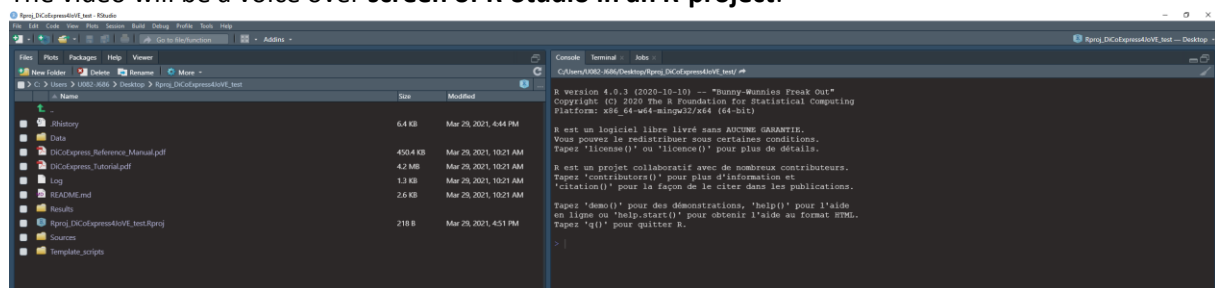 The video will be a voice over screen of R studio in an R-project.
Rproj_DiCoExpress4JoVE_test - RStudio
File Edit Code View Plots Session Build Debug Profile Tools Help
Go to file/function Addins
Rproj_DiCoExpress4JoVE_test — Desktop
Files Plots Packages Help Viewer
New Folder Delete Rename More
C: > Users > U082-J686 > Desktop > Rproj_DiCoExpress4JoVE_test
Name Size Modified
..
.Rhistory 6.4 KB Mar 29, 2021, 4:44 PM
Data
DiCoExpress_Reference_Manual.pdf 450.4 KB Mar 29, 2021, 10:21 AM
DiCoExpress_Tutorial.pdf 4.2 MB Mar 29, 2021, 10:21 AM
Log 1.3 KB Mar 29, 2021, 10:21 AM
README.md 2.6 KB Mar 29, 2021, 10:21 AM
Results
Rproj_DiCoExpress4JoVE_test.Rproj 218 B Mar 29, 2021, 4:51 PM
Sources
Template_scripts
Console Terminal Jobs
C:/Users/U082-J686/Desktop/Rproj_DiCoExpress4JoVE_test/
R version 4.0.3 (2020-10-10) -- "Bunny-Wunnies Freak Out"
Copyright (C) 2020 The R Foundation for Statistical Computing
Platform: x86_64-w64-mingw32/x64 (64-bit)
R est un logiciel libre livré sans AUCUNE GARANTIE.
Vous pouvez le redistribuer sous certaines conditions.
Tapez 'license()' ou 'licence()' pour plus de détails.
R est un projet collaboratif avec de nombreux contributeurs.
Tapez 'contributors()' pour plus d'information et
'citation()' pour la façon de le citer dans les publications.
Tapez 'demo()' pour des démonstrations, 'help()' pour l'aide
en ligne ou 'help.start()' pour obtenir l'aide au format HTML.
Tapez 'q()' pour quitter R.
>